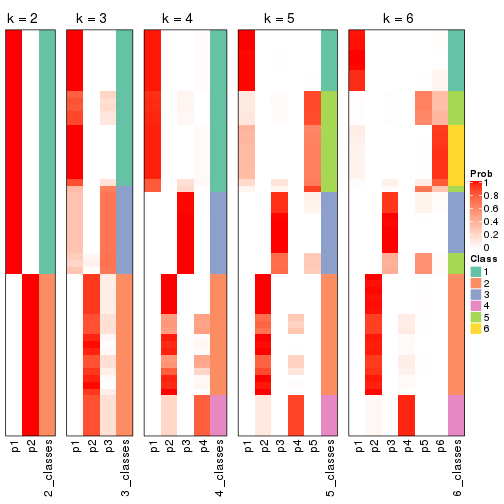 k = 2 k = 3 k = 4 k = 5 k = 6
Prob
1
0.8
0.6
0.4
0.2
0
Class
1
2
3
4
5
6
p1 p2 2_classes
p1 p2 p3 3_classes
p1 p2 p3 p4 4_classes
p1 p2 p3 p4 p5 5_classes
p1 p2 p3 p4 p5 p6 6_classes